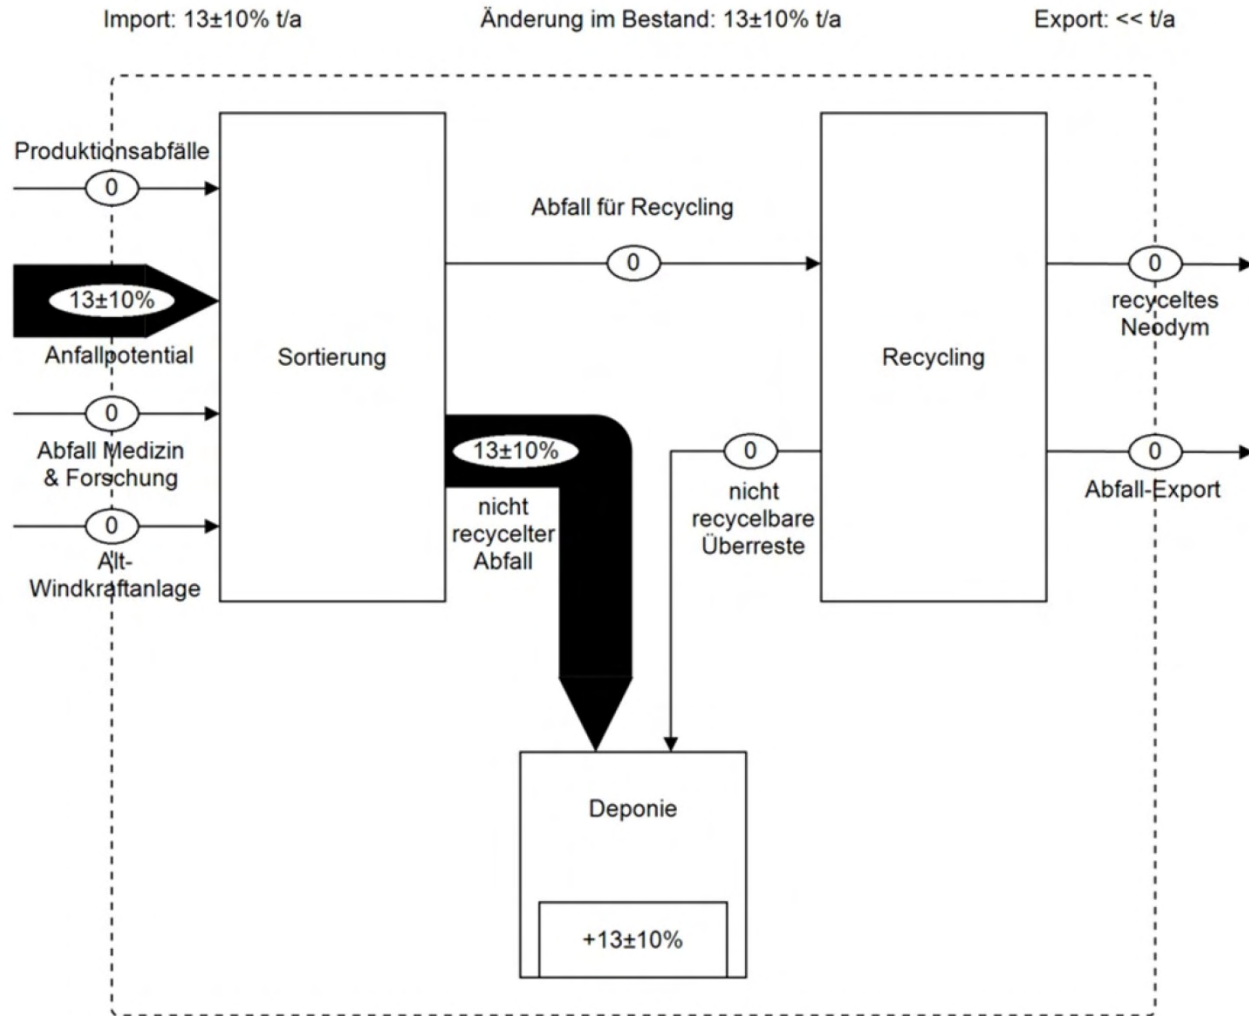 Import: 13±10% t/a
Änderung im Bestand: 13±10% t/a
Export: << t/a
Produktionsabfälle
0
13±10%
Anfallpotential
0
Abfall Medizin
& Forschung
0
Alt-
Windkraftanlage
Sortierung
Abfall für Recycling
0
13±10%
nicht
recycelter
Abfall
0
nicht
recycelbare
Überreste
Recycling
0
recyceltes
Neodym
0
Abfall-Export
Deponie
+13±10%